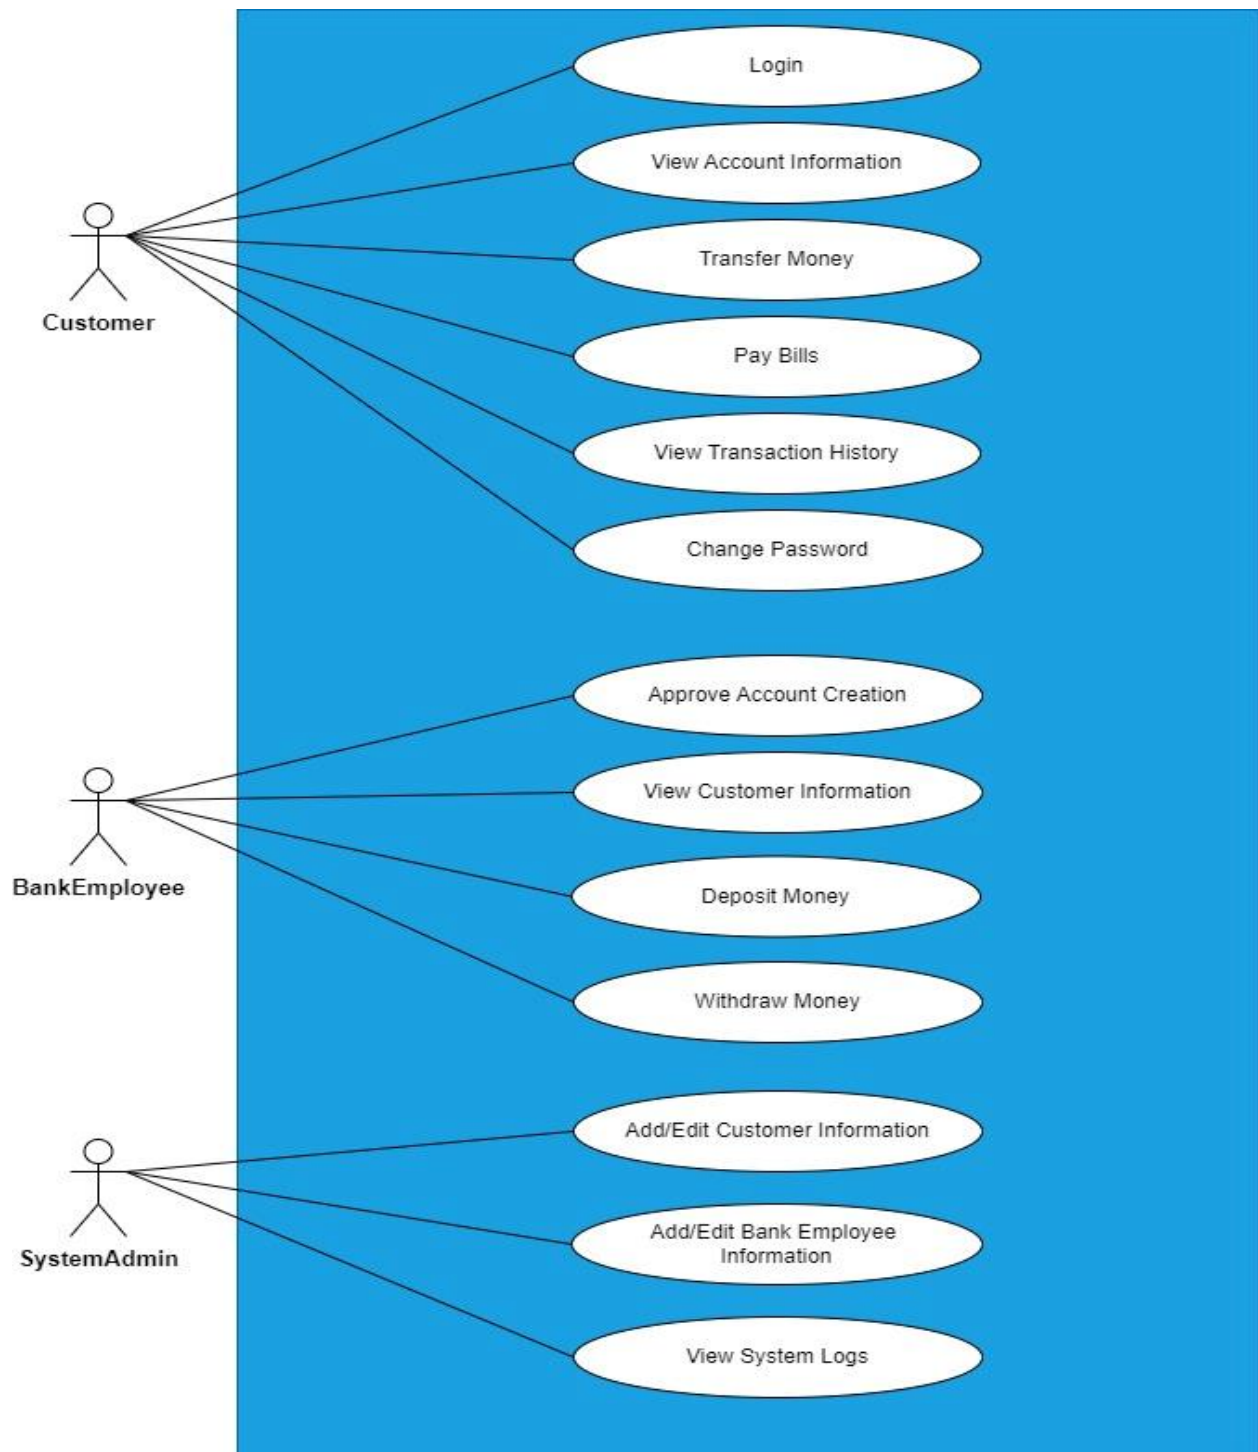 Login
View Account Information
Transfer Money
Customer
Pay Bills
View Transaction History
Change Password
Approve Account Creation
View Customer Information
BankEmployee
Deposit Money
Withdraw Money
Add/Edit Customer Information
Add/Edit Bank Employee
Information
SystemAdmin
View System Logs